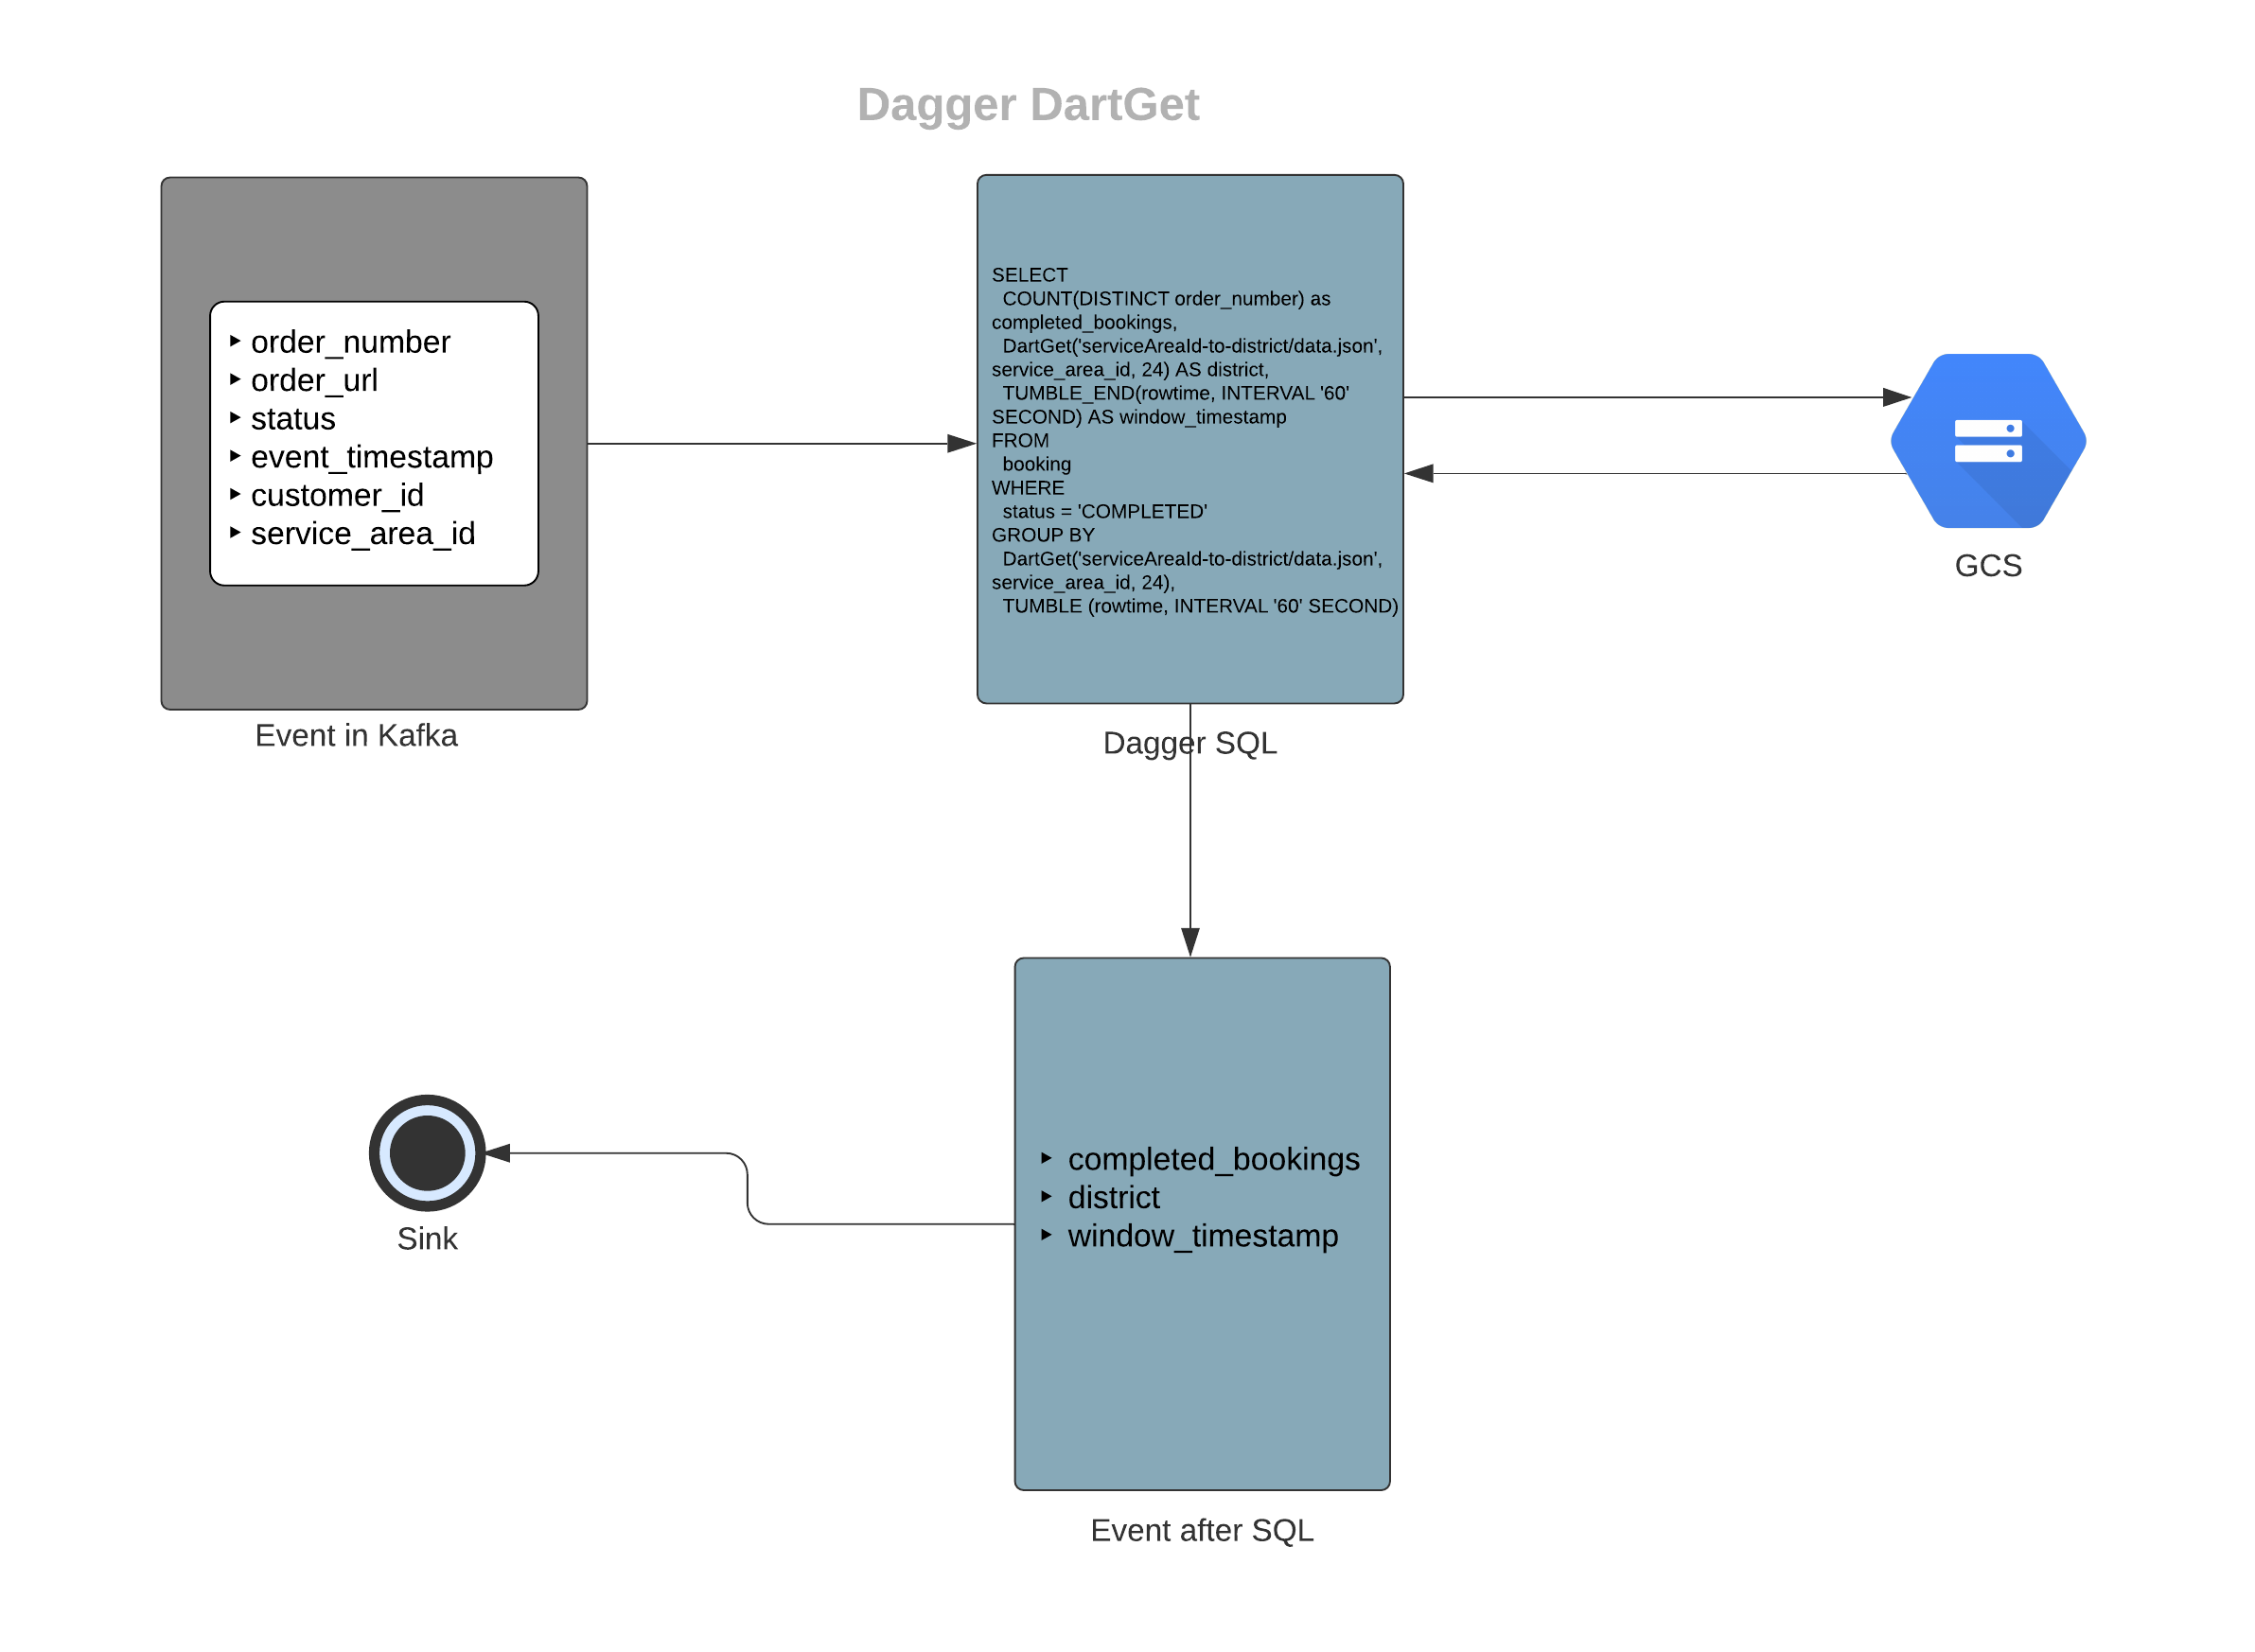 Dagger DartGet
order_number
order_url
status
event_timestamp
customer_id
service_area_id
Event in Kafka
SELECT
COUNT(DISTINCT order_number) as
completed_bookings,
DartGet('serviceAreaId-to-district/data.json',
service_area_id, 24) AS district,
TUMBLE_END(rowtime, INTERVAL '60'
SECOND) AS window_timestamp
FROM
booking
WHERE
status = 'COMPLETED'
GROUP BY
DartGet('serviceAreaId-to-district/data.json',
service_area_id, 24),
TUMBLE (rowtime, INTERVAL '60' SECOND)
Dagger SQL
GCS
completed_bookings
district
window_timestamp
Event after SQL
Sink